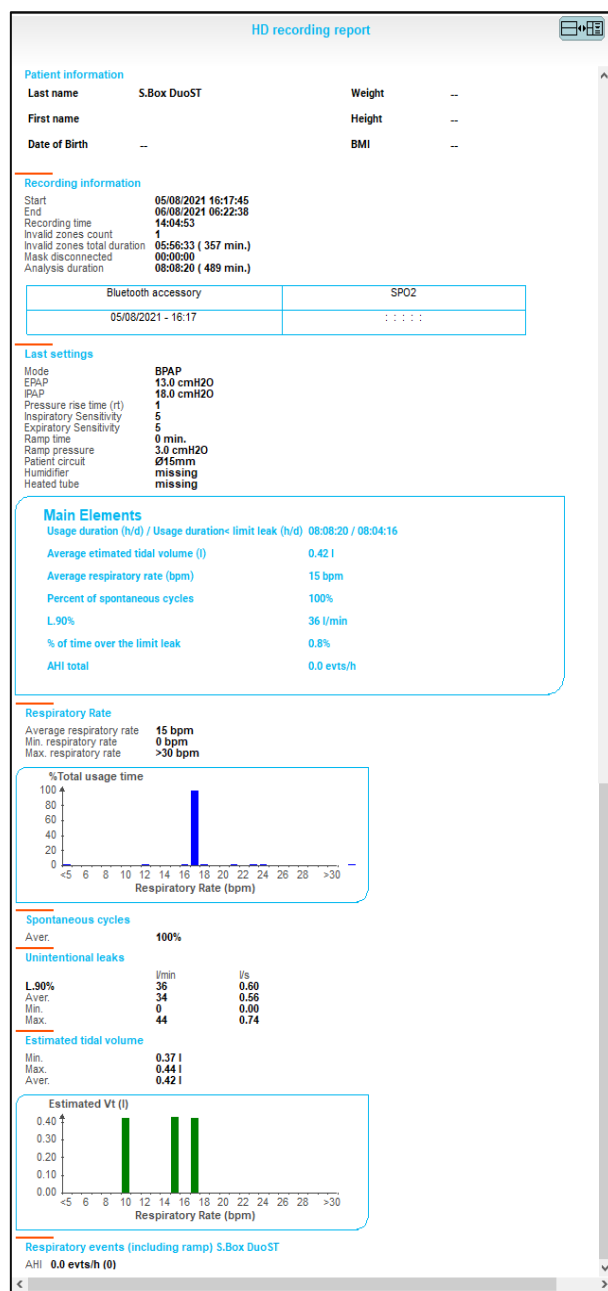 HD recording report
Patient information
Last name S.Box DuoST Weight --
First name Height --
Date of Birth -- BMI --
Recording information
Start 05/08/2021 16:17:45
End 06/08/2021 06:22:38
Recording time 14:04:53
Invalid zones count 1
Invalid zones total duration 05:56:33 ( 357 min.)
Mask disconnected 00:00:00
Analysis duration 08:08:20 ( 489 min.)
Bluetooth accessory SPO2
05/08/2021 - 16:17 : : : : :
Last settings
Mode BPAP
EPAP 13.0 cmH2O
IPAP 18.0 cmH2O
Pressure rise time (rt) 1
Inspiratory Sensitivity 5
Expiratory Sensitivity 5
Ramp time 0 min.
Ramp pressure 3.0 cmH2O
Patient circuit Ø15mm
Humidifier missing
Heated tube missing
Main Elements
Usage duration (h/d) / Usage duration< limit leak (h/d) 08:08:20 / 08:04:16
Average etimated tidal volume (l) 0.42 l
Average respiratory rate (bpm) 15 bpm
Percent of spontaneous cycles 100%
L.90% 36 l/min
% of time over the limit leak 0.8%
AHI total 0.0 evts/h
Respiratory Rate
Average respiratory rate 15 bpm
Min. respiratory rate 0 bpm
Max. respiratory rate >30 bpm
%Total usage time
100
80
60
40
20
0
<5 6 8 10 12 14 16 18 20 22 24 26 28 >30
Respiratory Rate (bpm)
Spontaneous cycles
Aver. 100%
Unintentional leaks
l/min l/s
L.90% 36 0.60
Aver. 34 0.56
Min. 0 0.00
Max. 44 0.74
Estimated tidal volume
Min. 0.37 l
Max. 0.44 l
Aver. 0.42 l
Estimated Vt (l)
0.40
0.30
0.20
0.10
0.00
<5 6 8 10 12 14 16 18 20 22 24 26 28 >30
Respiratory Rate (bpm)
Respiratory events (including ramp) S.Box DuoST
AHI 0.0 evts/h (0)